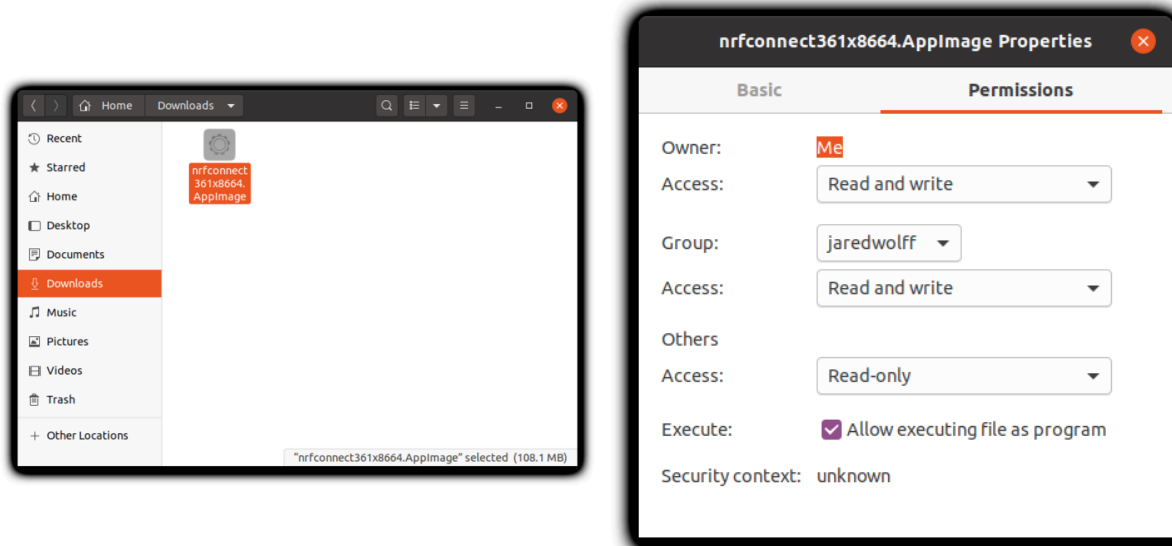 Home
Downloads
Recent
Starred
Home
Desktop
Documents
Downloads
Music
Pictures
Videos
Trash
Other Locations
nrfconnect
361x8664.
AppImage
"nrfconnect361x8664.AppImage" selected (108.1 MB)
nrfconnect361x8664.AppImage Properties
Basic
Permissions
Owner: Me
Access: Read and write
Group: jaredwolff
Access: Read and write
Others
Access: Read-only
Execute: Allow executing file as program
Security context: unknown